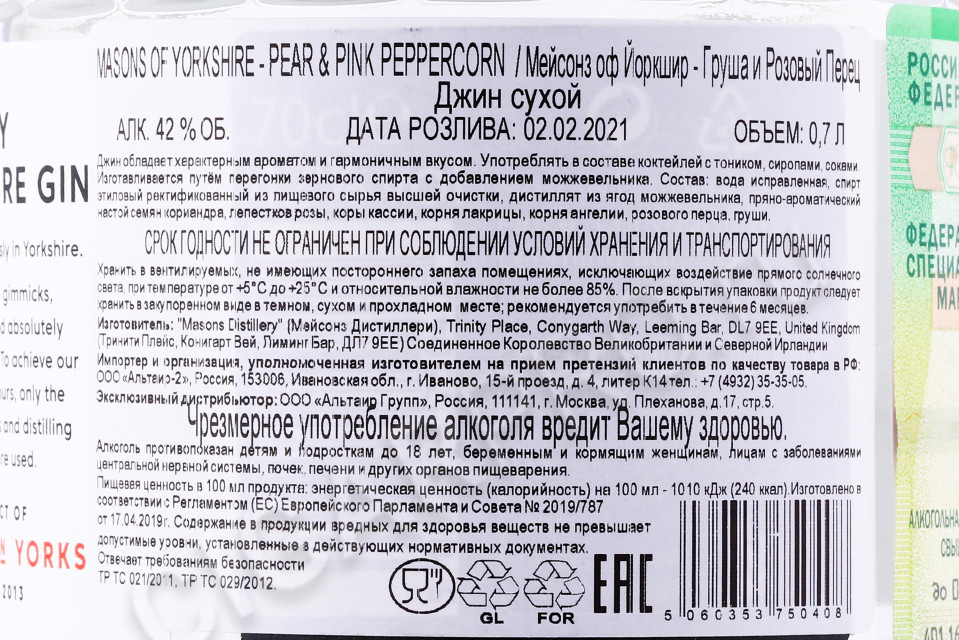 MASONS OF YORKSHIRE - PEAR & PINK PEPPERCORN / Мейсонз оф Йоркшир - Груша и Розовый Перец
Джин сухой
АЛК. 42 % ОБ. ДАТА РОЗЛИВА: 02.02.2021 ОБЪЕМ: 0,7 Л
Джин обладает характерным ароматом и гармоничным вкусом. Употреблять в составе коктейлей с тоником, сиропами, соками.
Изготавливается путём перегонки зернового спирта с добавлением можжевельника. Состав: вода исправленная, спирт
этиловый ректификованный из пищевого сырья высшей очистки, дистиллят из ягод можжевельника, пряно-ароматический
настой семян кориандра, лепестков розы, коры кассии, корня лакрицы, корня ангелии, розового перца, груши.
СРОК ГОДНОСТИ НЕ ОГРАНИЧЕН ПРИ СОБЛЮДЕНИИ УСЛОВИЙ ХРАНЕНИЯ И ТРАНСПОРТИРОВАНИЯ
Хранить в вентилируемых, не имеющих постороннего запаха помещениях, исключающих воздействие прямого солнечного
света, при температуре от +5°С до +25°С и относительной влажности не более 85%. После вскрытия упаковки продукт следует
хранить в закупоренном виде в темном, сухом и прохладном месте; рекомендуется употребить в течение 6 месяцев.
Изготовитель: "Masons Distillery" (Мейсонз Дистиллери), Trinity Place, Conygarth Way, Leeming Bar, DL7 9EE, United Kingdom
(Тринити Плейс, Конигарт Вей, Лиминг Бар, ДЛ7 9ЕЕ) Соединенное Королевство Великобритании и Северной Ирландии
Импортер и организация, уполномоченная изготовителем на прием претензий клиентов по качеству товара в РФ:
ООО «Альтаир-2», Россия, 153006, Ивановская обл., г. Иваново, 15-й проезд, д. 4, литер К14 тел.: +7 (4932) 35-35-05.
Эксклюзивный дистрибьютор: ООО «Альтаир Групп», Россия, 111141, г. Москва, ул. Плеханова, д.17, стр.5.
Чрезмерное употребление алкоголя вредит Вашему здоровью.
Алкоголь противопоказан детям и подросткам до 18 лет, беременным и кормящим женщинам, лицам с заболеваниями
центральной нервной системы, почек, печени и других органов пищеварения.
Пищевая ценность в 100 мл продукта: энергетическая ценность (калорийность) на 100 мл - 1010 кДж (240 ккал). Изготовлено в
соответствии с Регламентом (ЕС) Европейского Парламента и Совета № 2019/787
от 17.04.2019г. Содержание в продукции вредных для здоровья веществ не превышает
допустимые уровни, установленные в действующих нормативных документах.
Отвечает требованиям безопасности
ТР ТС 021/2011, ТР ТС 029/2012.
GL FOR EAC
5 060353 750408
Y
RE GIN
sly in Yorkshire.
gimmicks,
d absolutely
To achieve our
urs, only the
and distilling
re used.
CT OF
N YORKS
2013
РОССИ
ФЕДЕР
ФЕДЕРА
СПЕЦИА
МАР
АЛКОГОЛЬНА
СВЫ
до 0